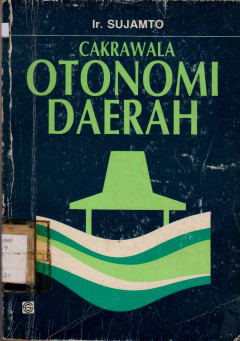 Ir. SUJAMTO
CAKRAWALA
OTONOMI
DAERAH